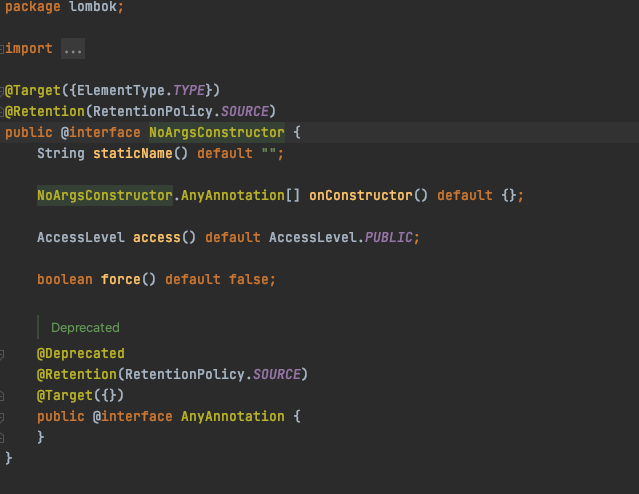 package lombok;
import ...
@Target({ElementType.TYPE})
@Retention(RetentionPolicy.SOURCE)
public @interface NoArgsConstructor {
String staticName() default "";
NoArgsConstructor.AnyAnnotation[] onConstructor() default {};
AccessLevel access() default AccessLevel.PUBLIC;
boolean force() default false;
Deprecated
@Deprecated
@Retention(RetentionPolicy.SOURCE)
@Target({})
public @interface AnyAnnotation {
}
}